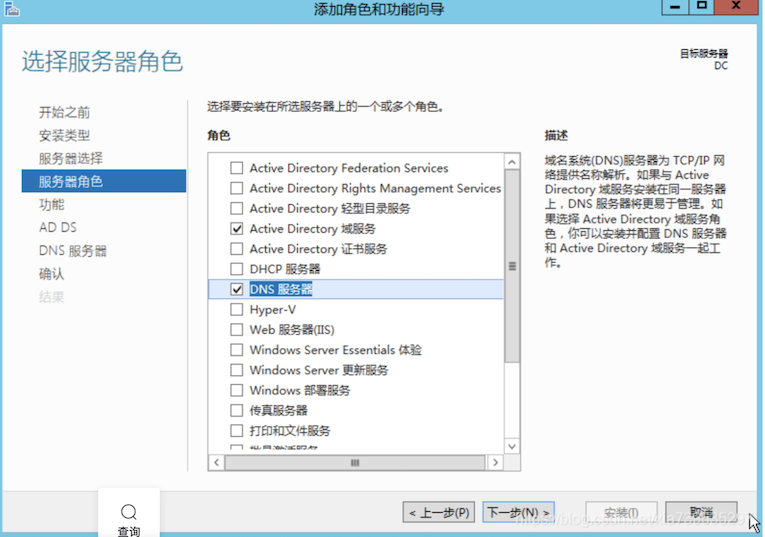 添加角色和功能向导
选择服务器角色
目标服务器
DC
开始之前
安装类型
服务器选择
服务器角色
功能
AD DS
DNS 服务器
确认
结果
选择要安装在所选服务器上的一个或多个角色。
角色
Active Directory Federation Services
Active Directory Rights Management Services
Active Directory 轻型目录服务
Active Directory 域服务
Active Directory 证书服务
DHCP 服务器
DNS 服务器
Hyper-V
Web 服务器(IIS)
Windows Server Essentials 体验
Windows Server 更新服务
Windows 部署服务
传真服务器
打印和文件服务
批量激活服务
描述
域名系统(DNS)服务器为 TCP/IP 网
络提供名称解析。如果与 Active
Directory 域服务安装在同一服务器
上，DNS 服务器将更易于管理。如
果选择 Active Directory 域服务角
色，你可以安装并配置 DNS 服务器
和 Active Directory 域服务一起工
作。
查询
< 上一步(P)
下一步(N) >
安装(I)
取消